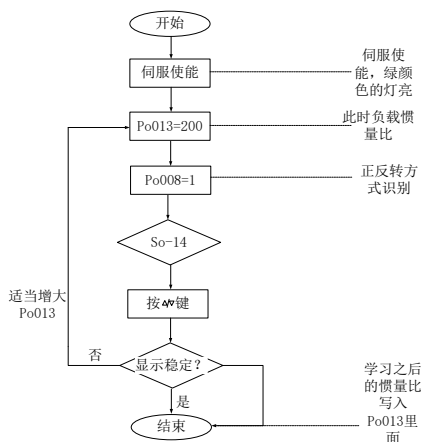 开始
伺服使能
伺服使
能，绿颜
色的灯亮
Po013=200
此时负载惯
量比
Po008=1
正反转方
式识别
So-14
适当增大
Po013
按 键
否
显示稳定？
是
学习之后
的惯量比
写入
Po013里
面
结束